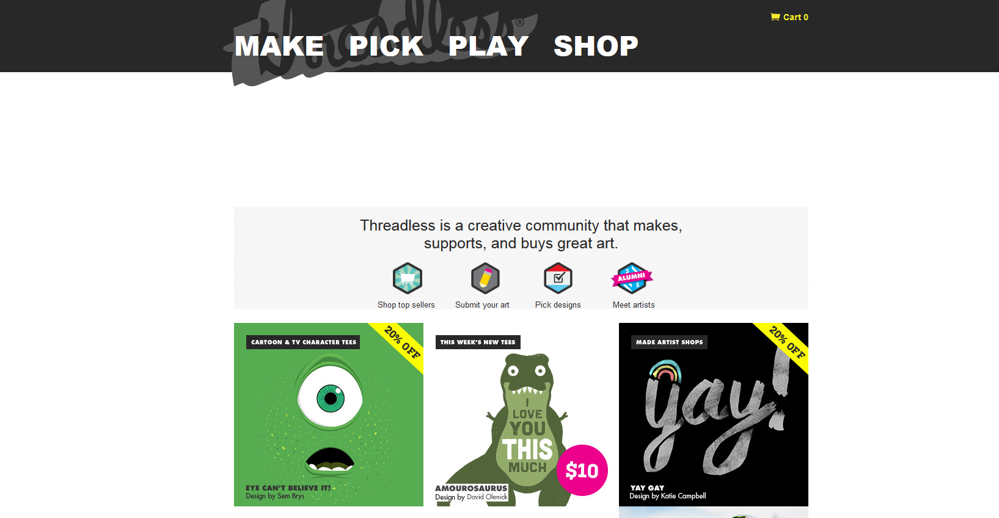 threadless®
Cart 0
MAKE PICK PLAY SHOP
Threadless is a creative community that makes,
supports, and buys great art.
$
ALUMNI
$
Shop top sellers Submit your art Pick designs Meet artists
CARTOON & TV CHARACTER TEES
20% OFF
EYE CAN'T BELIEVE IT!
Design by Sem Brys
THIS WEEK'S NEW TEES
I
LOVE
YOU
THIS
MUCH
$10
AMOUROSAURUS
Design by David Olenick
MADE ARTIST SHOPS
20% OFF
yay!
YAY GAY
Design by Katie Campbell